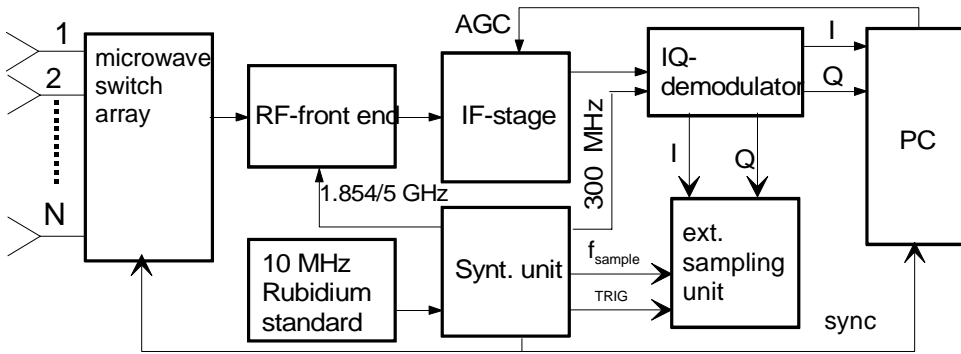 AGC
I
1
microwave
switch
array
2
N
RF-front end
IF-stage
IQ-
demodulator
Q
PC
300 MHz
I
Q
1.854/5 GHz
10 MHz
Rubidium
standard
Synt. unit
f_sample
TRIG
ext.
sampling
unit
sync